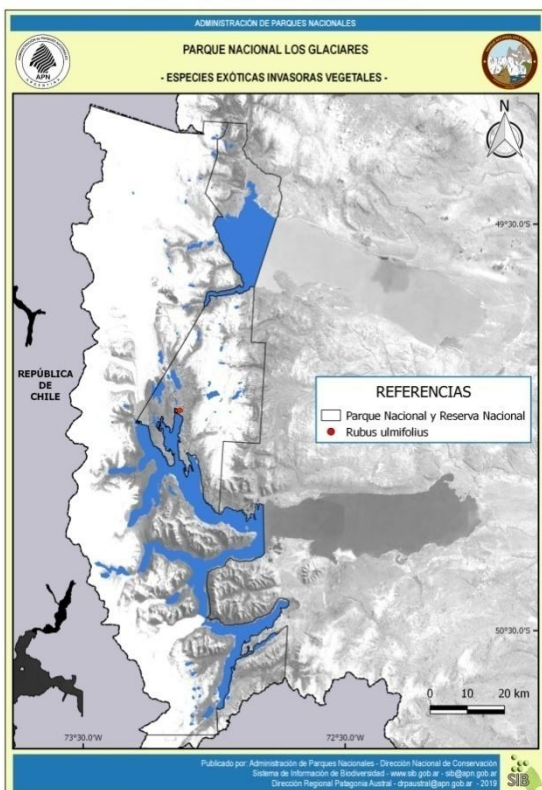 ADMINISTRACIÓN DE PARQUES NACIONALES
PARQUE NACIONAL LOS GLACIARES
- ESPECIES EXÓTICAS INVASORAS VEGETALES -
APN
N
49°30.0'S
REPÚBLICA
DE
CHILE
REFERENCIAS
Parque Nacional y Reserva Nacional
Rubus ulmifolius
50°30.0'S
0 10 20 km
73°30.0'W
72°30.0'W
Publicado por: Administración de Parques Nacionales - Dirección Nacional de Conservación
Sistema de Información de Biodiversidad - www.sib.gob.ar - sib@apn.gob.ar
Dirección Regional Patagonia Austral - drpaustral@apn.gob.ar - 2019
SIB